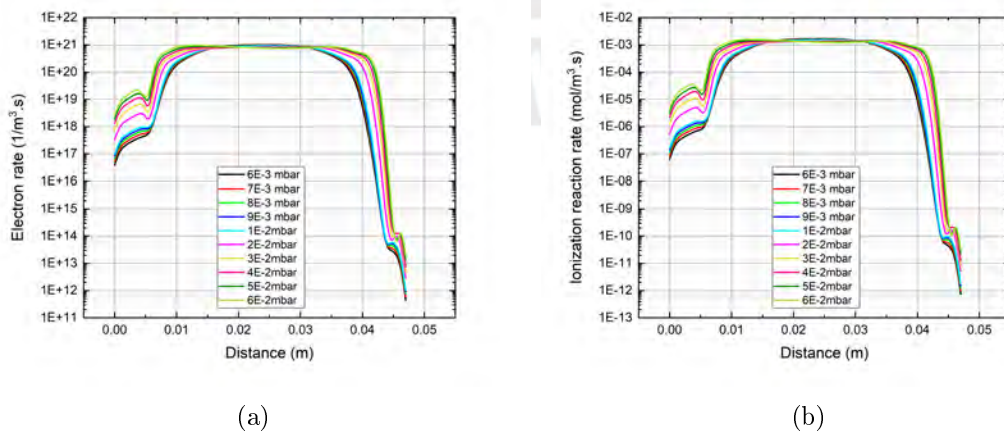 1E+22
1E+21
1E+20
1E+19
1E+18
1E+17
1E+16
1E+15
1E+14
1E+13
1E+12
1E+11
Electron rate (1/m³.s)
6E-3 mbar
7E-3 mbar
8E-3 mbar
9E-3 mbar
1E-2mbar
2E-2mbar
3E-2mbar
4E-2mbar
5E-2mbar
6E-2mbar
0.00 0.01 0.02 0.03 0.04 0.05
Distance (m)
(a)
1E-02
1E-03
1E-04
1E-05
1E-06
1E-07
1E-08
1E-09
1E-10
1E-11
1E-12
1E-13
Ionization reaction rate (mol/m³.s)
6E-3 mbar
7E-3 mbar
8E-3 mbar
9E-3 mbar
1E-2mbar
2E-2mbar
3E-2mbar
4E-2mbar
5E-2mbar
6E-2mbar
0.00 0.01 0.02 0.03 0.04 0.05
Distance (m)
(b)